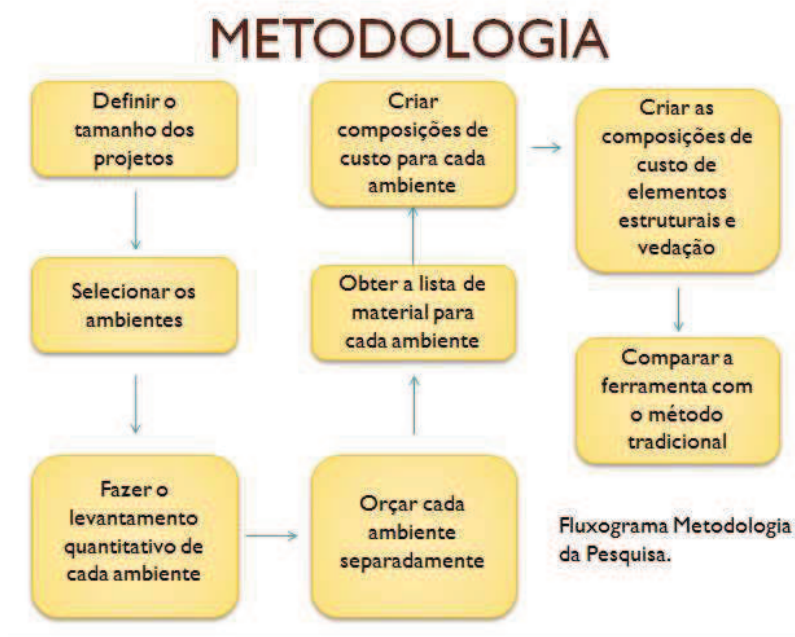 METODOLOGIA
Definir o
tamanho dos
projetos
Selecionar os
ambientes
Fazer o
levantamento
quantitativo de
cada ambiente
Orçar cada
ambiente
separadamente
Obter a lista de
material para
cada ambiente
Criar
composições de
custo para cada
ambiente
Criar as
composições de
custo de
elementos
estruturais e
vedação
Comparar a
ferramenta com
o método
tradicional
Fluxograma Metodologia
da Pesquisa.